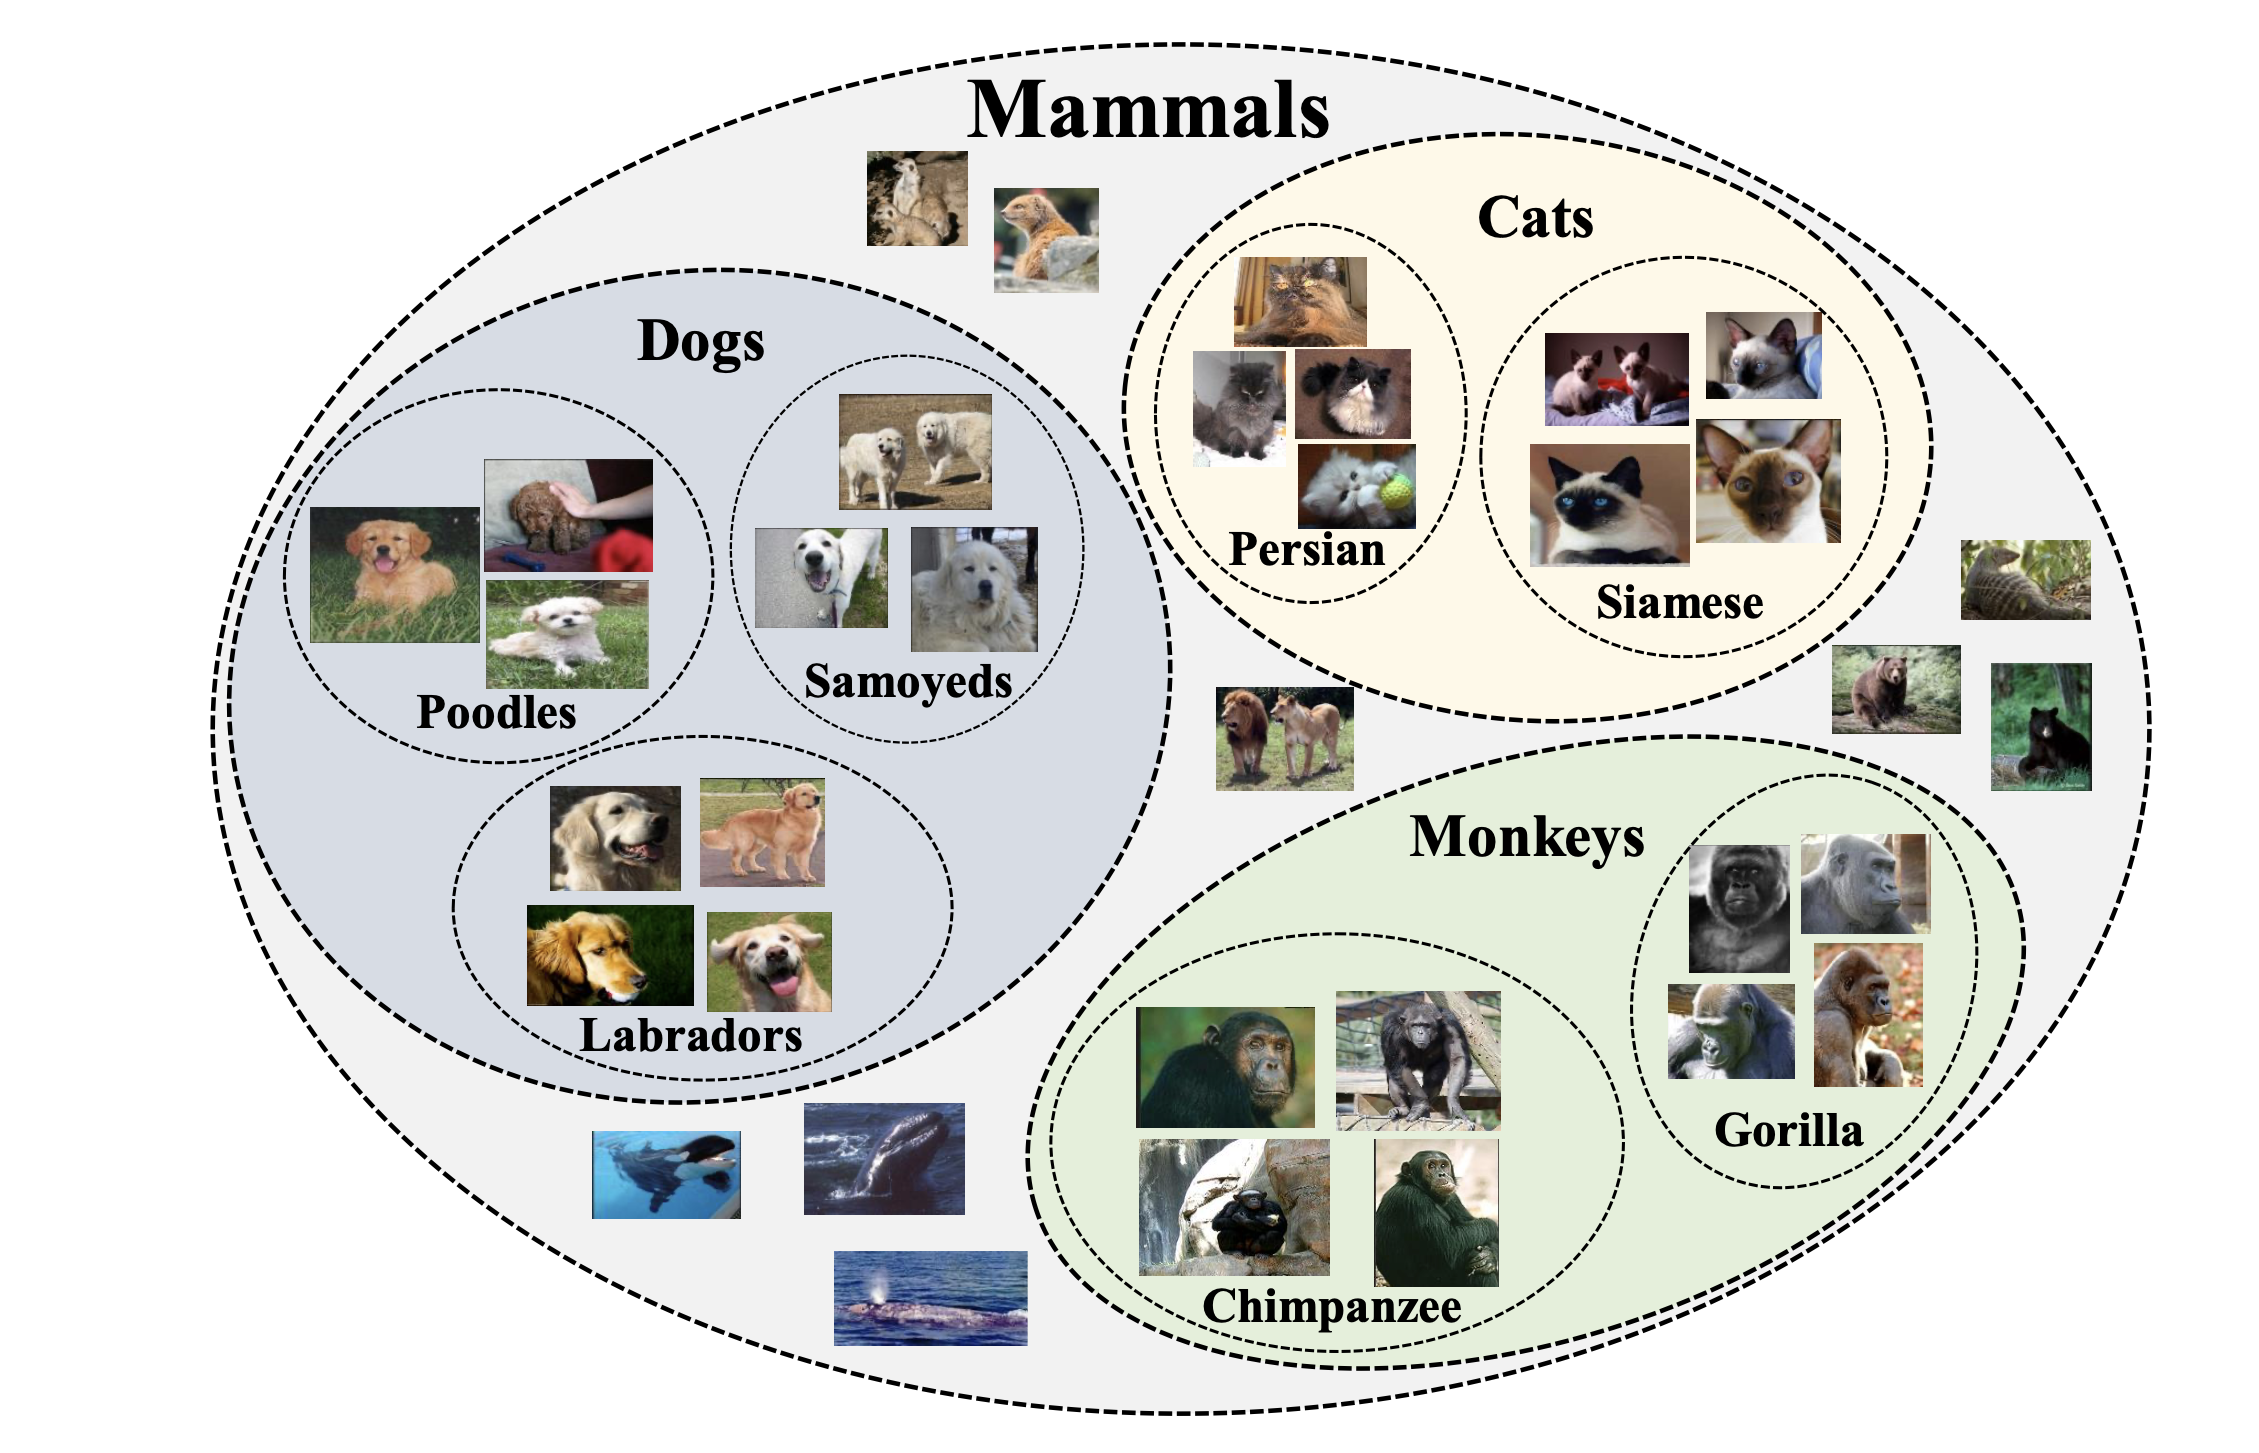 Mammals
Cats
Dogs
Persian
Siamese
Samoyeds
Poodles
Monkeys
Labradors
Gorilla
Chimpanzee